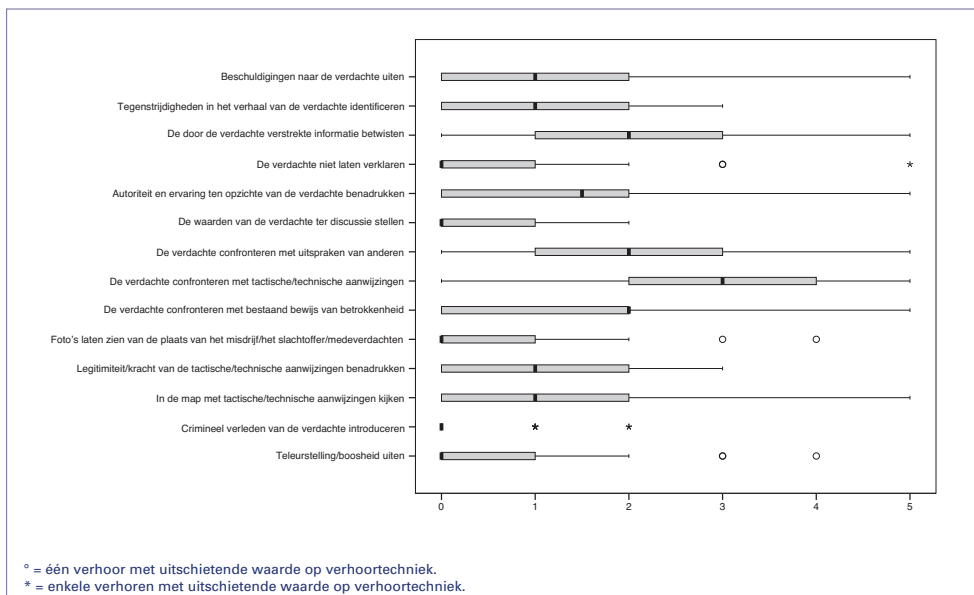 Beschuldigingen naar de verdachte uiten
Tegenstrijdigheden in het verhaal van de verdachte identificeren
De door de verdachte verstrekte informatie betwisten
De verdachte niet laten verklaren
Autoriteit en ervaring ten opzichte van de verdachte benadrukken
De waarden van de verdachte ter discussie stellen
De verdachte confronteren met uitspraken van anderen
De verdachte confronteren met tactische/technische aanwijzingen
De verdachte confronteren met bestaand bewijs van betrokkenheid
Foto's laten zien van de plaats van het misdrijf/het slachtoffer/medeverdachten
Legitimiteit/kracht van de tactische/technische aanwijzingen benadrukken
In de map met tactische/technische aanwijzingen kijken
Crimineel verleden van de verdachte introduceren
Teleurstelling/boosheid uiten
0 1 2 3 4 5
° = één verhoor met uitschietende waarde op verhoortechniek.
* = enkele verhoren met uitschietende waarde op verhoortechniek.